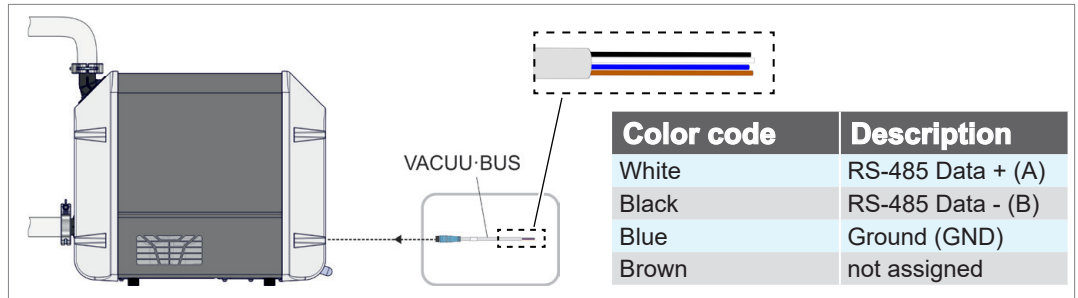 VACUU·BUS
Color code Description
White RS-485 Data + (A)
Black RS-485 Data - (B)
Blue Ground (GND)
Brown not assigned